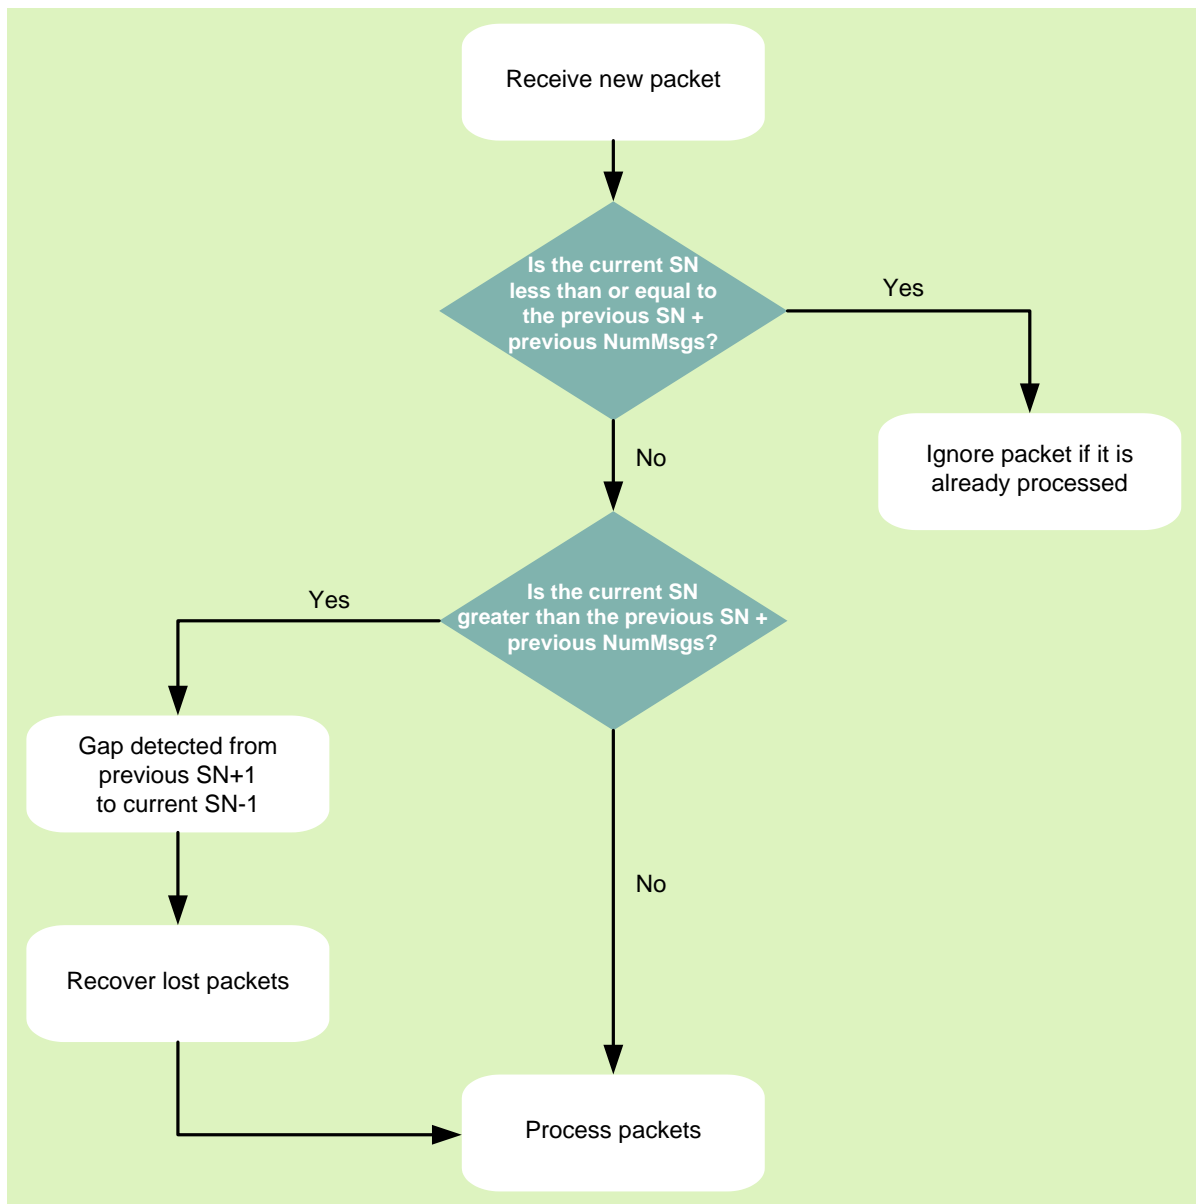 Receive new packet
Is the current SN
less than or equal to
the previous SN +
previous NumMsgs?
Yes
Ignore packet if it is
already processed
No
Is the current SN
greater than the previous SN +
previous NumMsgs?
Yes
Gap detected from
previous SN+1
to current SN-1
No
Recover lost packets
Process packets